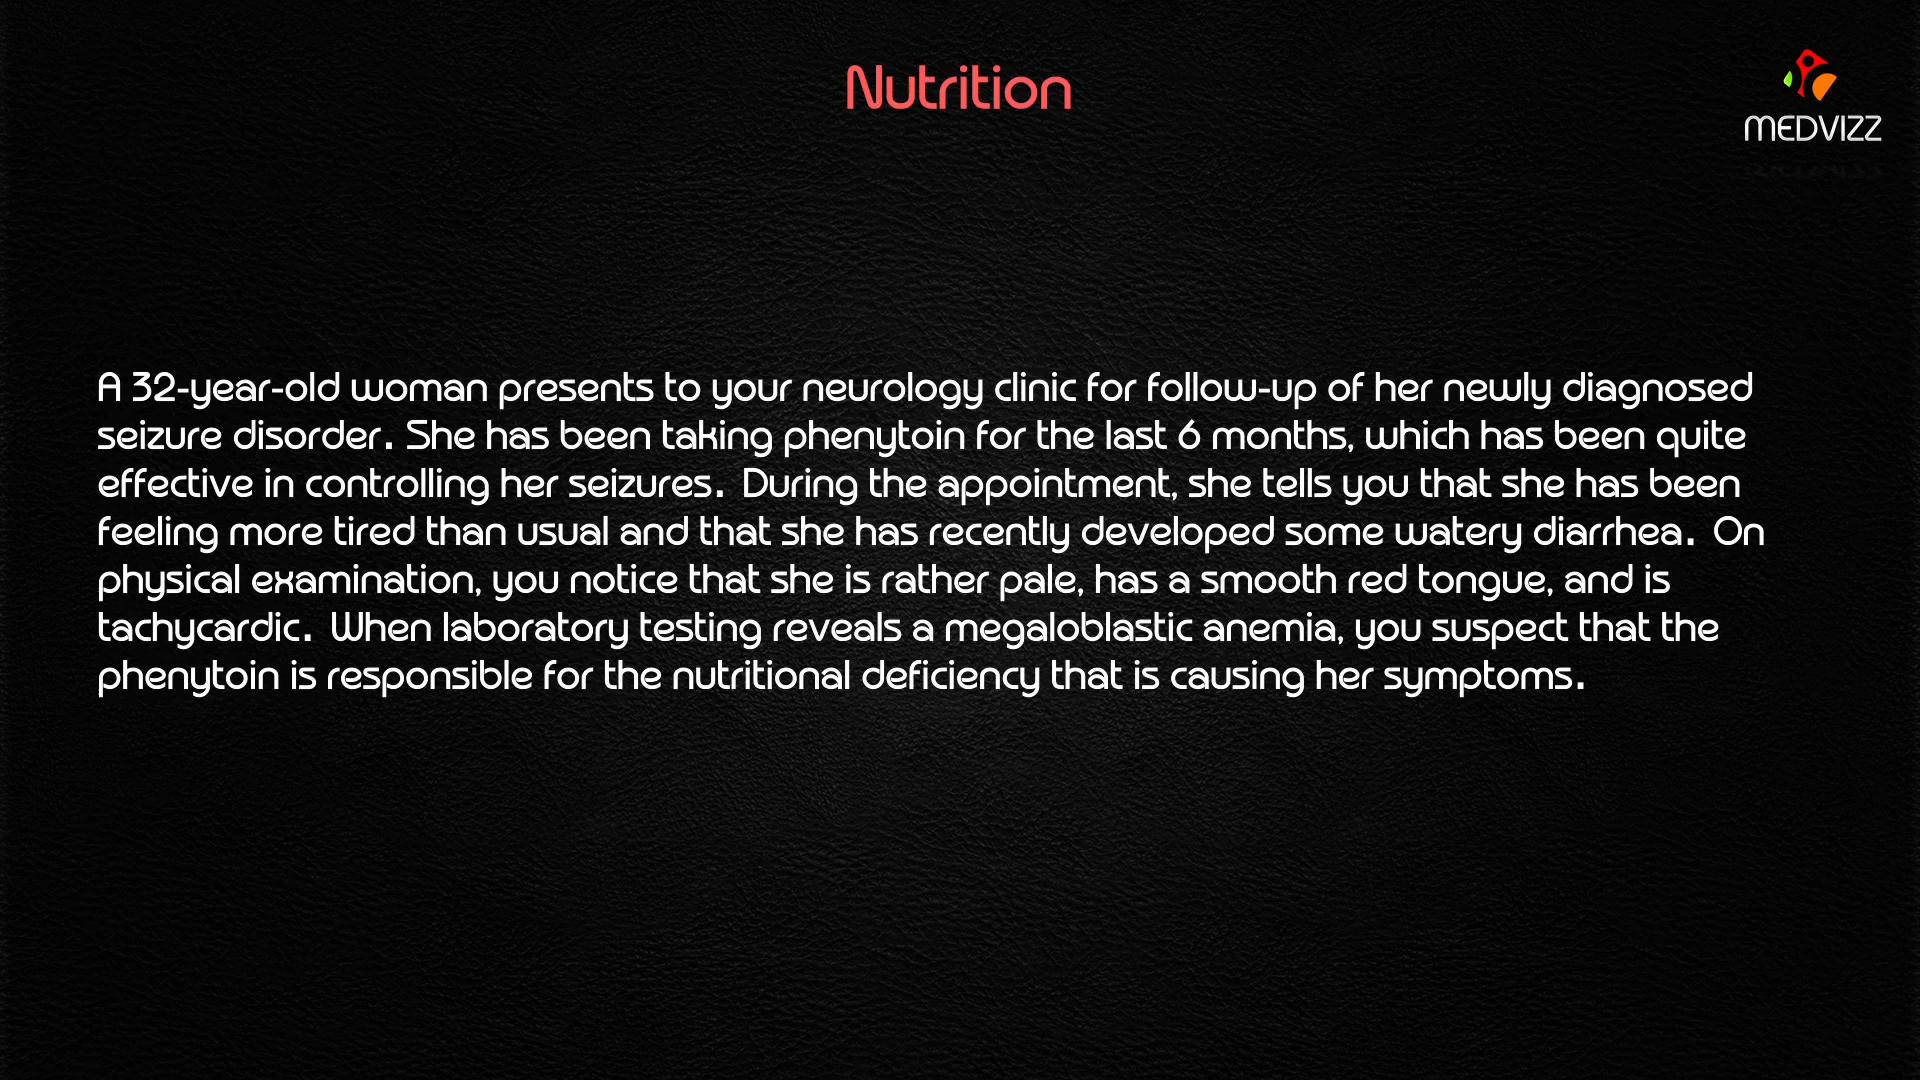 Nutrition
MEDVIZZ
A 32-year-old woman presents to your neurology clinic for follow-up of her newly diagnosed
seizure disorder. She has been taking phenytoin for the last 6 months, which has been quite
effective in controlling her seizures. During the appointment, she tells you that she has been
feeling more tired than usual and that she has recently developed some watery diarrhea. On
physical examination, you notice that she is rather pale, has a smooth red tongue, and is
tachycardic. When laboratory testing reveals a megaloblastic anemia, you suspect that the
phenytoin is responsible for the nutritional deficiency that is causing her symptoms.